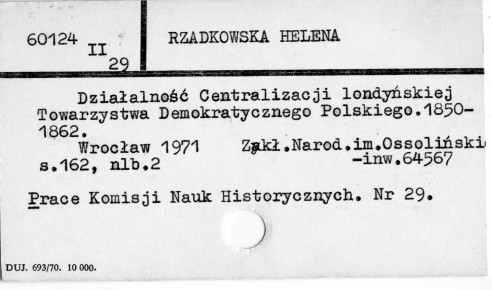 60124 II 29
RZADKOWSKA HELENA
Działalność Centralizacji londyńskiej
Towarzystwa Demokratycznego Polskiego.1850-
1862.
Wrocław 1971 Zakł.Narod.im.Ossoliński
s.162, nlb.2 -inw.64567
Prace Komisji Nauk Historycznych. Nr 29.
DUJ. 693/70. 10 000.